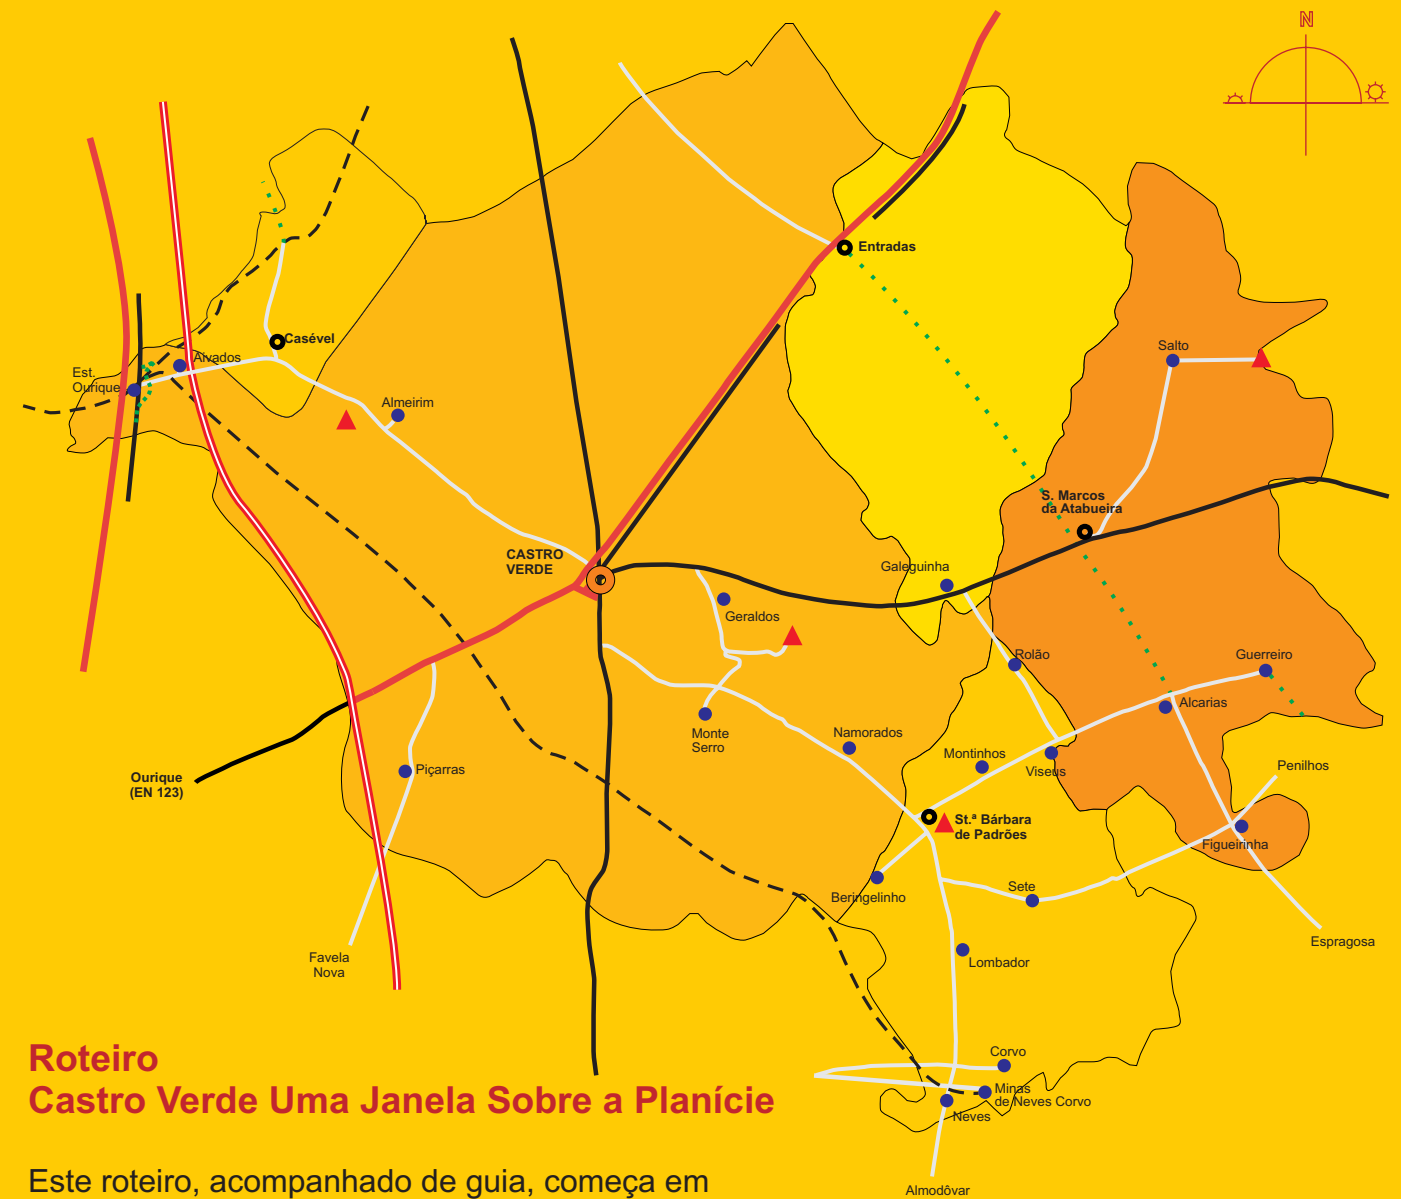 N
Entradas
Casével
Aivados
Est.
Ourique
Almeirim
Salto
S. Marcos
da Atabueira
CASTRO
VERDE
Galeguinha
Geraldos
Rolão
Guerreiro
Alcarias
Monte
Serro
Namorados
Montinhos
Viseus
Penilhos
Ourique
(EN 123)
Piçarras
St.ª Bárbara
de Padrões
Figueirinha
Beringelinho
Sete
Favela
Nova
Espragosa
Lombador
Corvo
Minas
de Neves Corvo
Neves
Almodôvar
Roteiro
Castro Verde Uma Janela Sobre a Planície
Este roteiro, acompanhado de guia, começa em